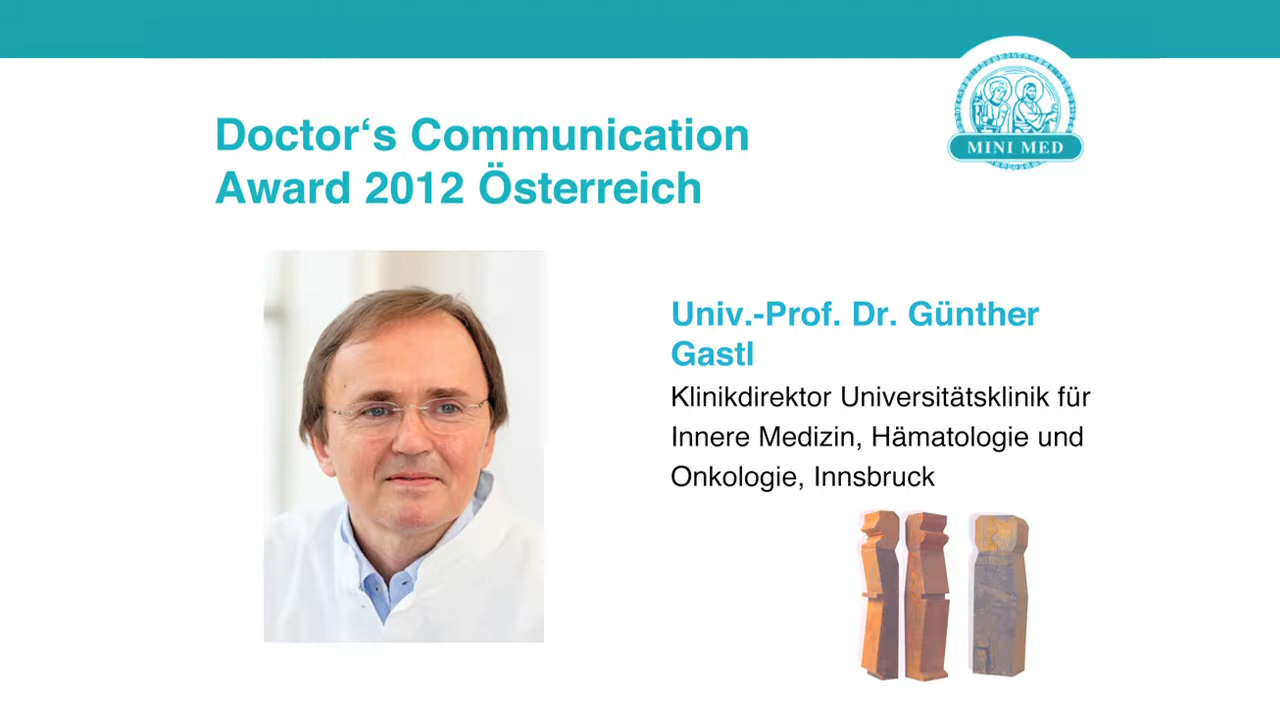 MINI MED
Doctor‘s Communication
Award 2012 Österreich
Univ.-Prof. Dr. Günther
Gastl
Klinikdirektor Universitätsklinik für
Innere Medizin, Hämatologie und
Onkologie, Innsbruck